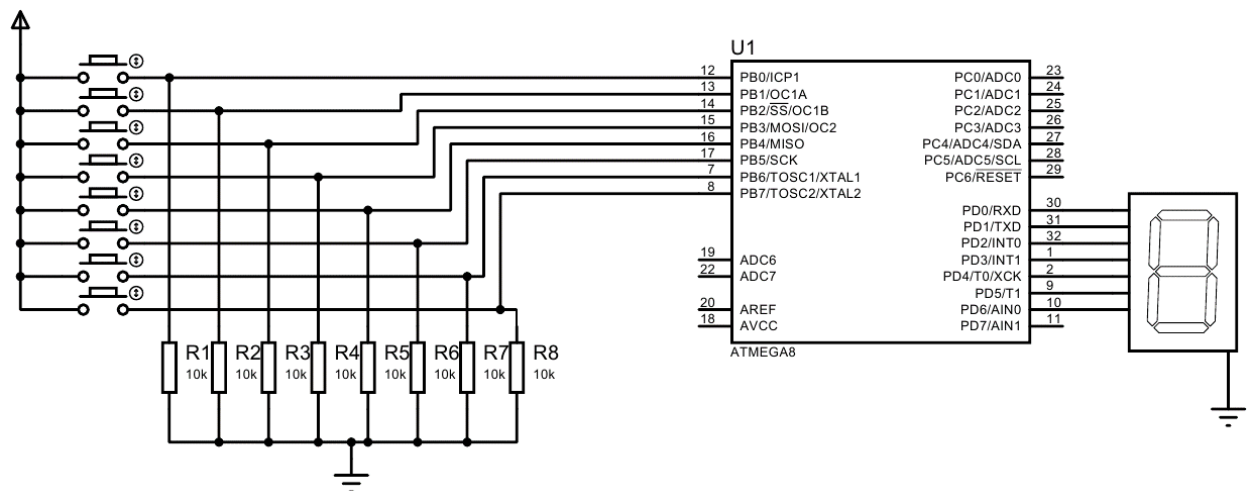 U1
12 PB0/ICP1 PC0/ADC0 23
13 PB1/OC1A PC1/ADC1 24
14 PB2/SS/OC1B PC2/ADC2 25
15 PB3/MOSI/OC2 PC3/ADC3 26
16 PB4/MISO PC4/ADC4/SDA 27
17 PB5/SCK PC5/ADC5/SCL 28
7 PB6/TOSC1/XTAL1 PC6/RESET 29
8 PB7/TOSC2/XTAL2
PD0/RXD 30
PD1/TXD 31
PD2/INT0 32
19 ADC6 PD3/INT1 1
22 ADC7 PD4/T0/XCK 2
PD5/T1 9
20 AREF PD6/AIN0 10
18 AVCC PD7/AIN1 11
ATMEGA8
R1 R2 R3 R4 R5 R6 R7 R8
10k 10k 10k 10k 10k 10k 10k 10k